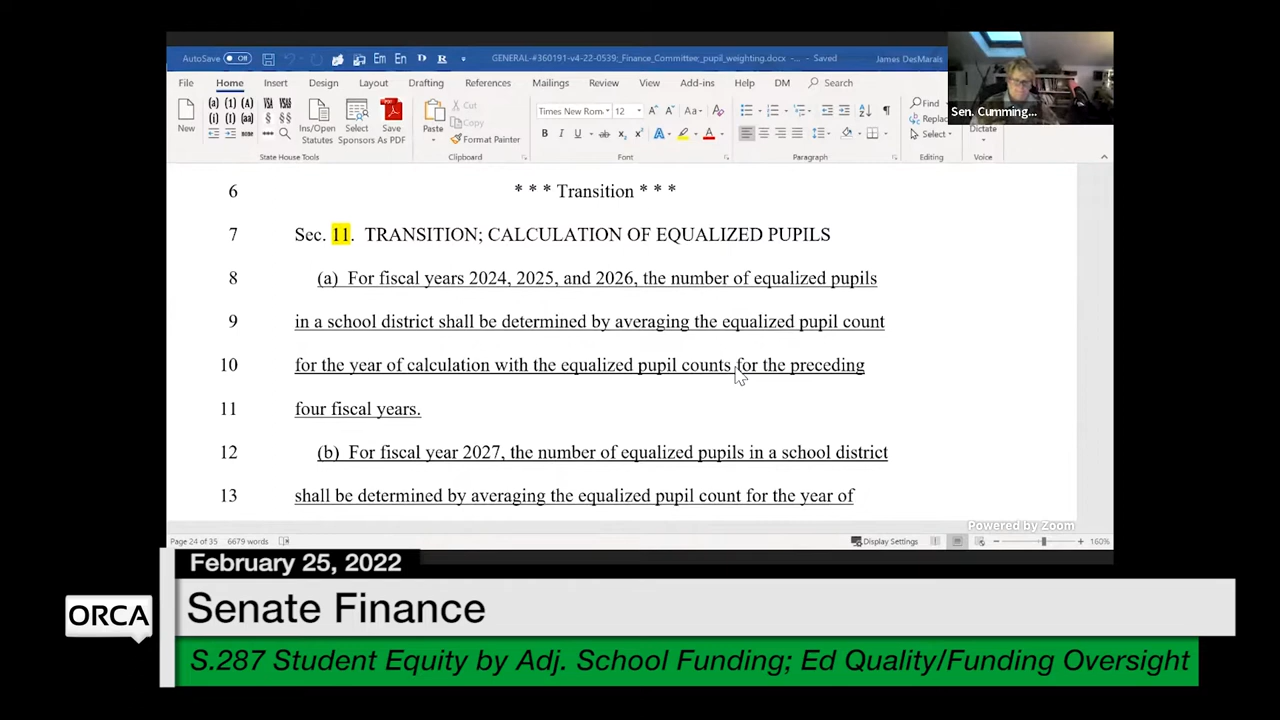 AutoSave Off
GENERAL-#360191-v4-22-0539:_Finance_Committee;_pupil_weighting.docx - Saved
James DesMarais
File Home Insert Design Layout Drafting References Mailings Review View Help DM Search
Sen. Cumming...
New
Ins/Open Statutes
Select Sponsors
Save As PDF
State House Tools
Paste
Cut
Copy
Format Painter
Clipboard
Times New Rom
12
Font
Paragraph
Find
Replac
Select
Editing
Dictate
Voice
6 * * * Transition * * *
7 Sec. 11. TRANSITION; CALCULATION OF EQUALIZED PUPILS
8 (a) For fiscal years 2024, 2025, and 2026, the number of equalized pupils
9 in a school district shall be determined by averaging the equalized pupil count
10 for the year of calculation with the equalized pupil counts for the preceding
11 four fiscal years.
12 (b) For fiscal year 2027, the number of equalized pupils in a school district
13 shall be determined by averaging the equalized pupil count for the year of
Powered by Zoom
Page 24 of 35 6679 words
Display Settings
160%
February 25, 2022
ORCA
Senate Finance
S.287 Student Equity by Adj. School Funding; Ed Quality/Funding Oversight